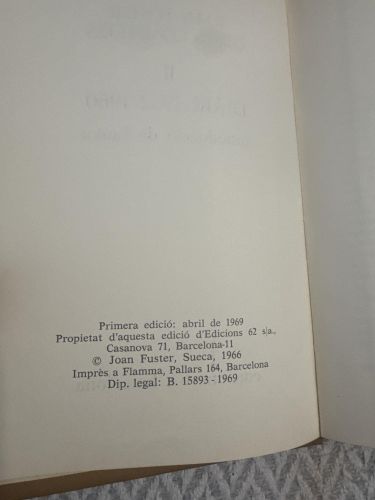 Primera edició: abril de 1969
Propietat d'aquesta edició d'Edicions 62 s/a.,
Casanova 71, Barcelona-11
© Joan Fuster, Sueca, 1966
Imprès a Flamma, Pallars 164, Barcelona
Dip. legal: B. 15893-1969